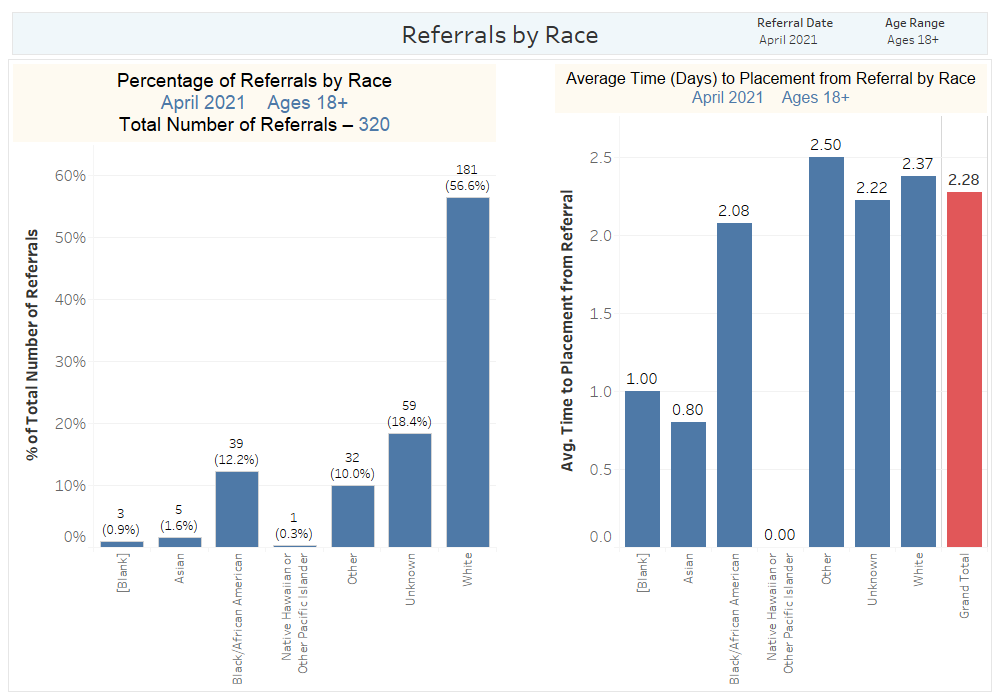 Referrals by Race
Referral Date
April 2021
Age Range
Ages 18+
Percentage of Referrals by Race
April 2021 Ages 18+
Total Number of Referrals – 320
% of Total Number of Referrals
60%
50%
40%
30%
20%
10%
0%
3
(0.9%)
5
(1.6%)
39
(12.2%)
1
(0.3%)
32
(10.0%)
59
(18.4%)
181
(56.6%)
[Blank]
Asian
Black/African American
Native Hawaiian or
Other Pacific Islander
Other
Unknown
White
Average Time (Days) to Placement from Referral by Race
April 2021 Ages 18+
Avg. Time to Placement from Referral
2.5
2.0
1.5
1.0
0.5
0.0
1.00
0.80
2.08
0.00
2.50
2.22
2.37
2.28
[Blank]
Asian
Black/African American
Native Hawaiian or
Other Pacific Islander
Other
Unknown
White
Grand Total